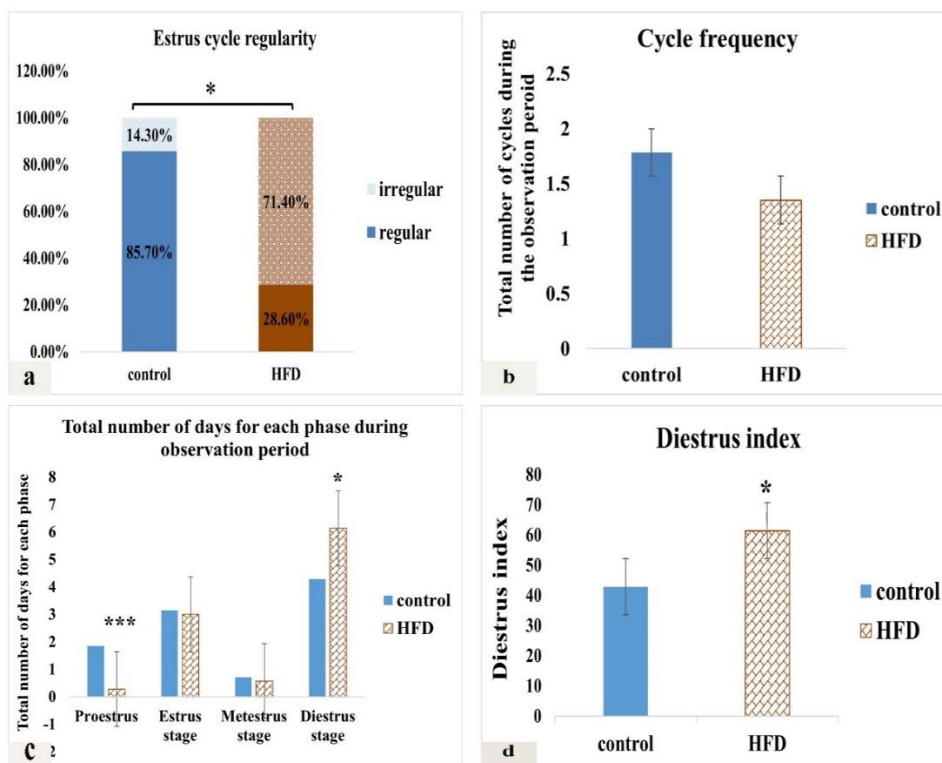 Estrus cycle regularity
120.00%
100.00%
80.00%
60.00%
40.00%
20.00%
0.00%
*
14.30%
85.70%
71.40%
28.60%
control
HFD
irregular
regular
a
Cycle frequency
Total number of cycles during
the observation peroid
2.5
2
1.5
1
0.5
0
control
HFD
control
HFD
b
Total number of days for each phase during
observation period
Total number of days for each phase
8
7
6
5
4
3
2
1
0
-1
2
***
*
Proestrus
Estrus
stage
Metestrus
stage
Diestrus
stage
control
HFD
c
Diestrus index
Diestrus index
80
70
60
50
40
30
20
10
0
*
control
HFD
control
HFD
d